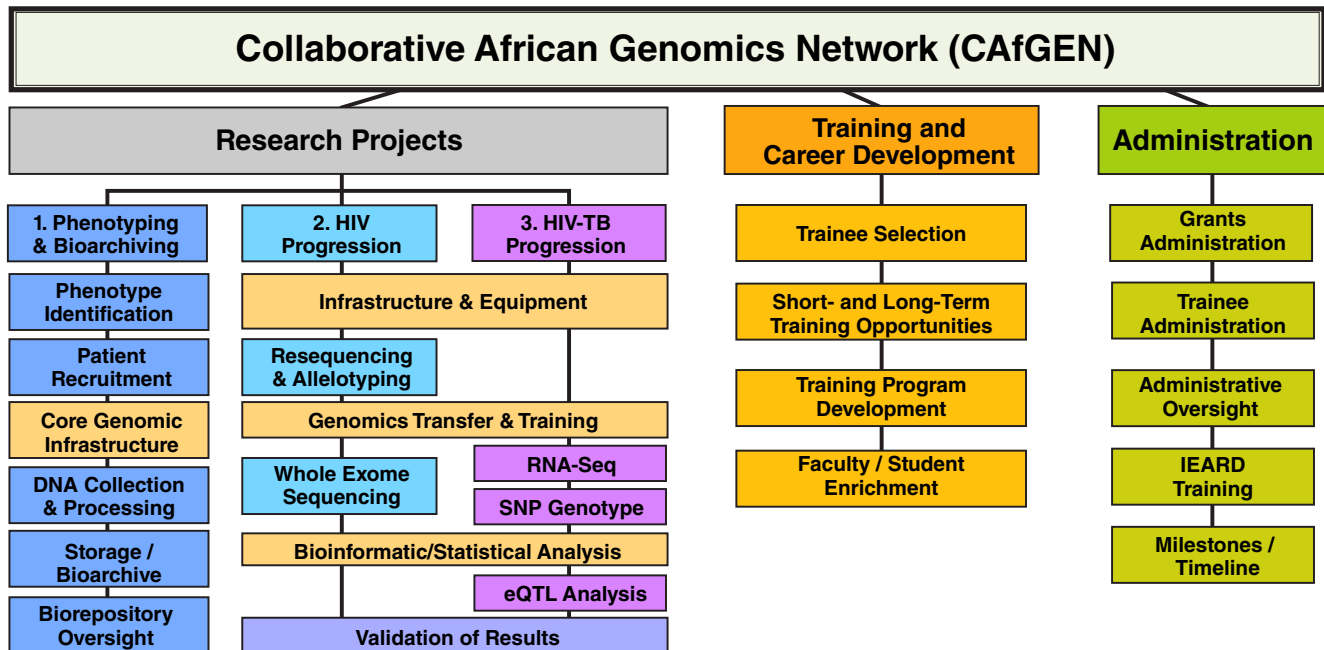 Collaborative African Genomics Network (CAfGEN)
Research Projects
1. Phenotyping
& Bioarchiving
Phenotype
Identification
Patient
Recruitment
Core Genomic
Infrastructure
DNA Collection
& Processing
Storage /
Bioarchive
Biorepository
Oversight
2. HIV
Progression
3. HIV-TB
Progression
Infrastructure & Equipment
Resequencing
& Allelotyping
Genomics Transfer & Training
Whole Exome
Sequencing
RNA-Seq
SNP Genotype
Bioinformatic/Statistical Analysis
eQTL Analysis
Validation of Results
Training and
Career Development
Trainee Selection
Short- and Long-Term
Training Opportunities
Training Program
Development
Faculty / Student
Enrichment
Administration
Grants
Administration
Trainee
Administration
Administrative
Oversight
IEARD
Training
Milestones /
Timeline